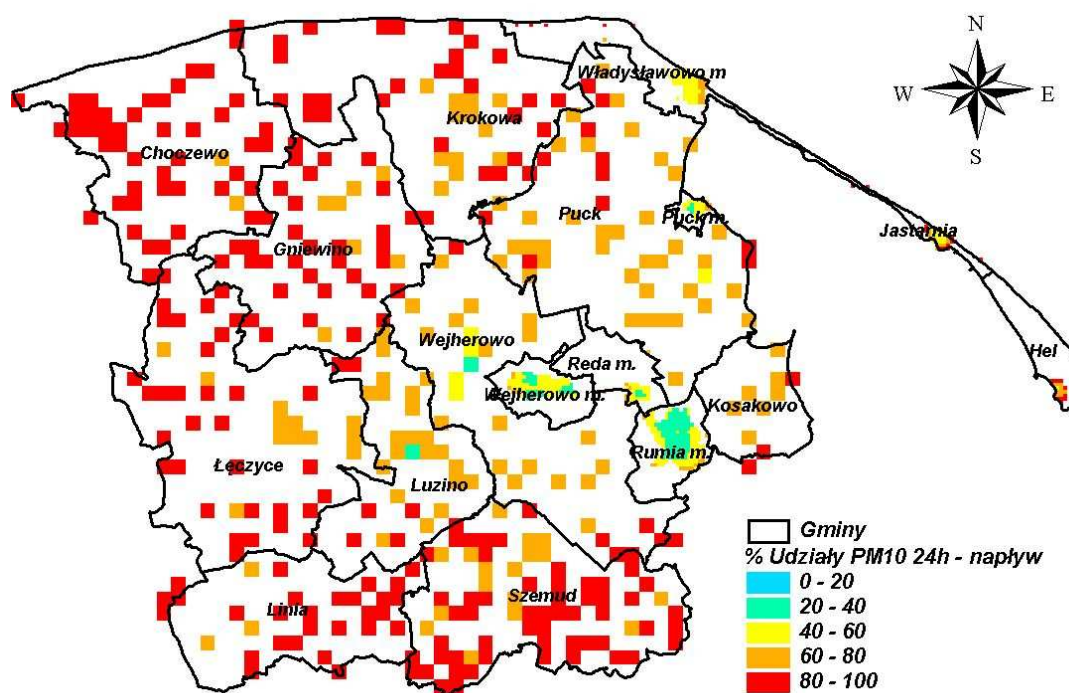 N
W E
S
Władysławowo m
Krokowa
Choczewo
Puck
Puck m.
Jastarnia
Gniewino
Wejherowo
Reda m.
Hel
Wejherowo m.
Kosakowo
Rumia m.
Łęczyce
Luzino
Szemud
Linia
Gminy
% Udziały PM10 24h - napływ
0 - 20
20 - 40
40 - 60
60 - 80
80 - 100